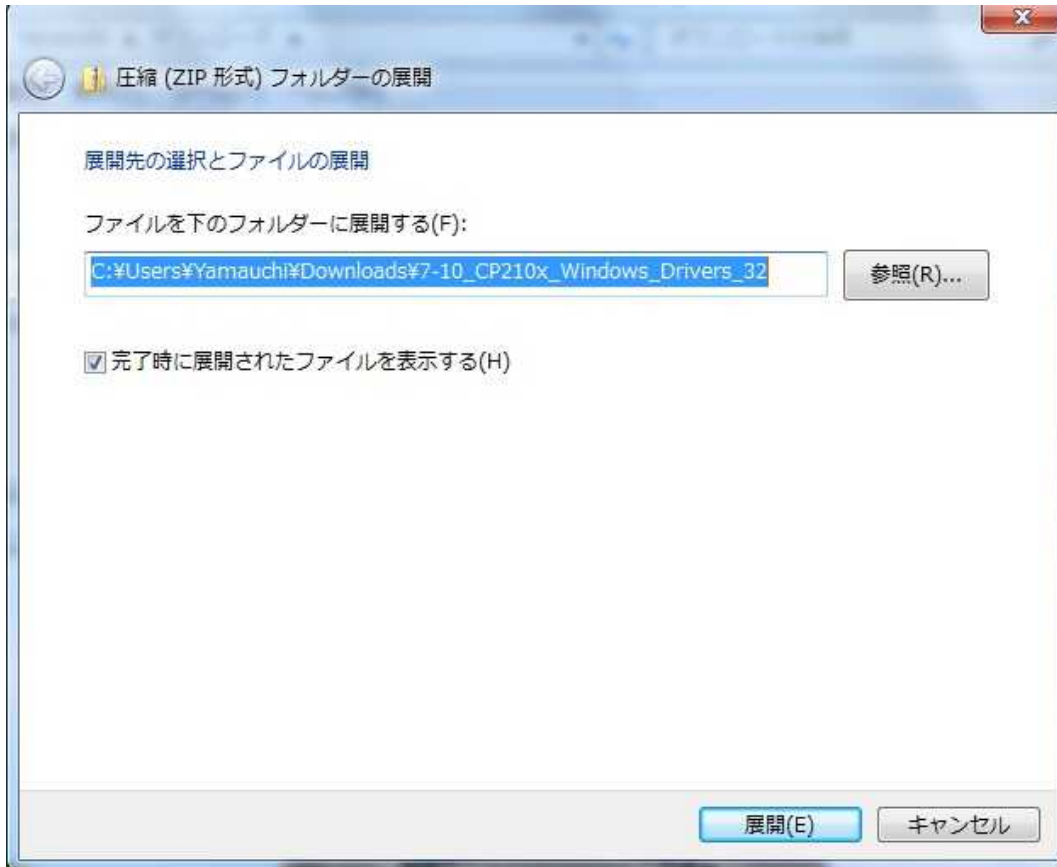 圧縮 (ZIP 形式) フォルダーの展開
展開先の選択とファイルの展開
ファイルを下のフォルダーに展開する(F):
C:¥Users¥Yamauchi¥Downloads¥7-10_CP210x_Windows_Drivers_32
参照(R)...
完了時に展開されたファイルを表示する(H)
展開(E)
キャンセル